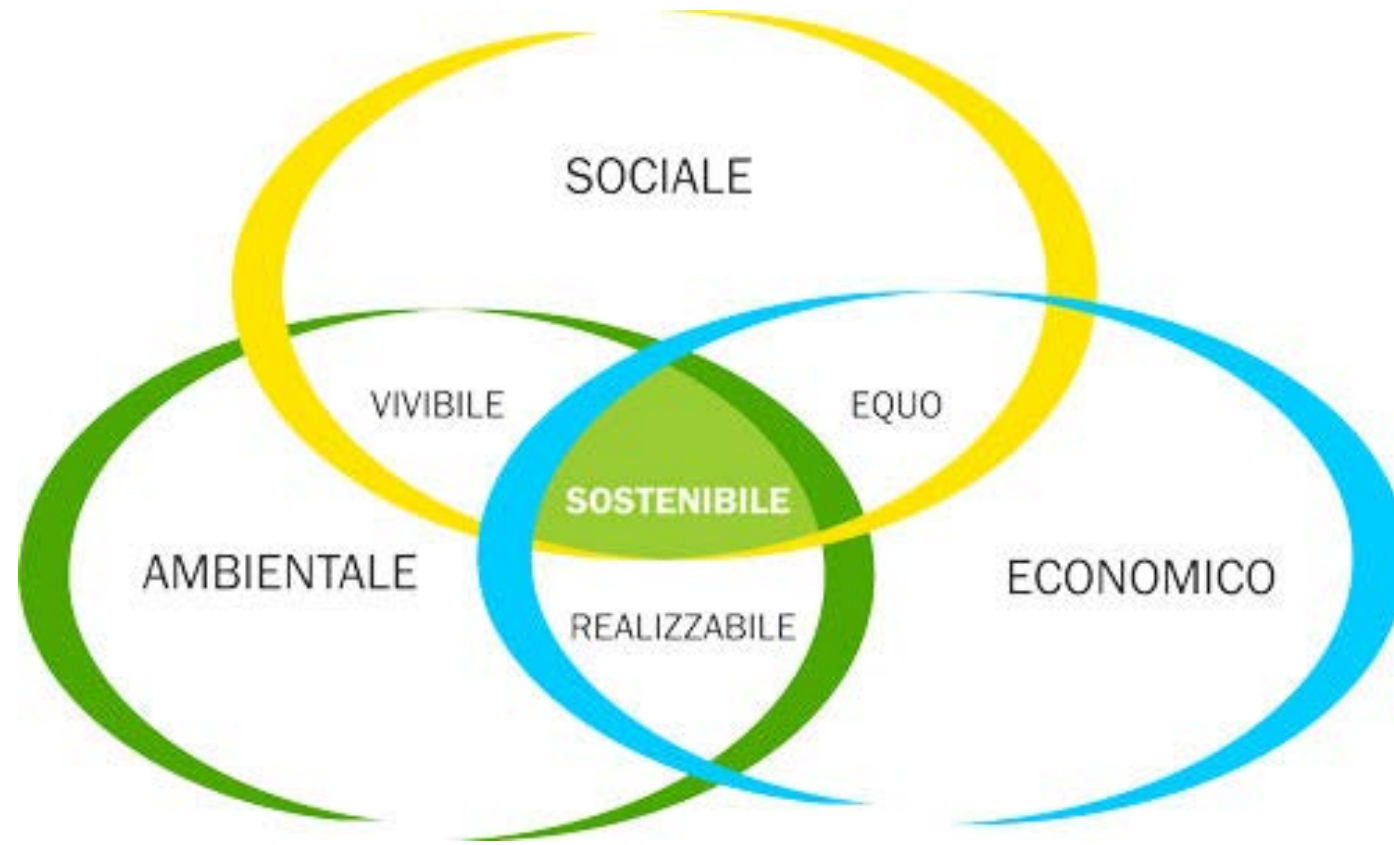 SOCIALE
VIVIBILE
EQUO
SOSTENIBILE
AMBIENTALE
ECONOMICO
REALIZZABILE